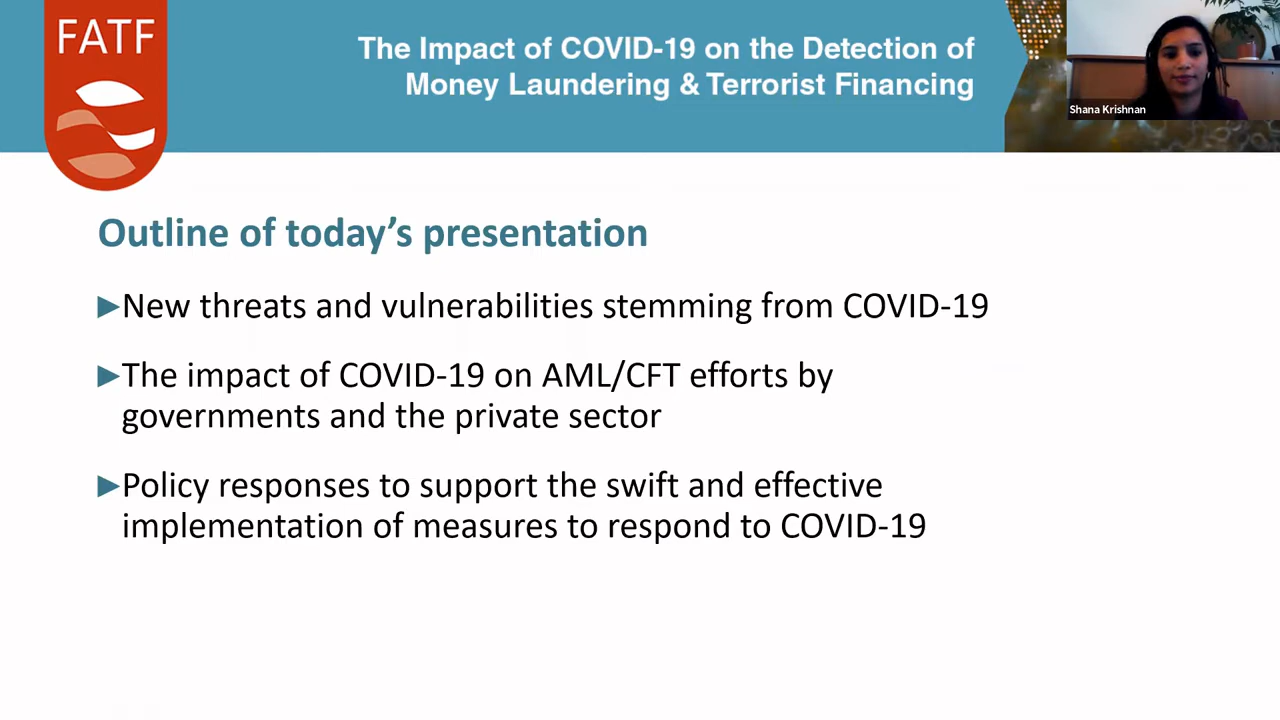 FATF
The Impact of COVID-19 on the Detection of
Money Laundering & Terrorist Financing
Shana Krishnan
Outline of today's presentation
►New threats and vulnerabilities stemming from COVID-19
►The impact of COVID-19 on AML/CFT efforts by
governments and the private sector
►Policy responses to support the swift and effective
implementation of measures to respond to COVID-19